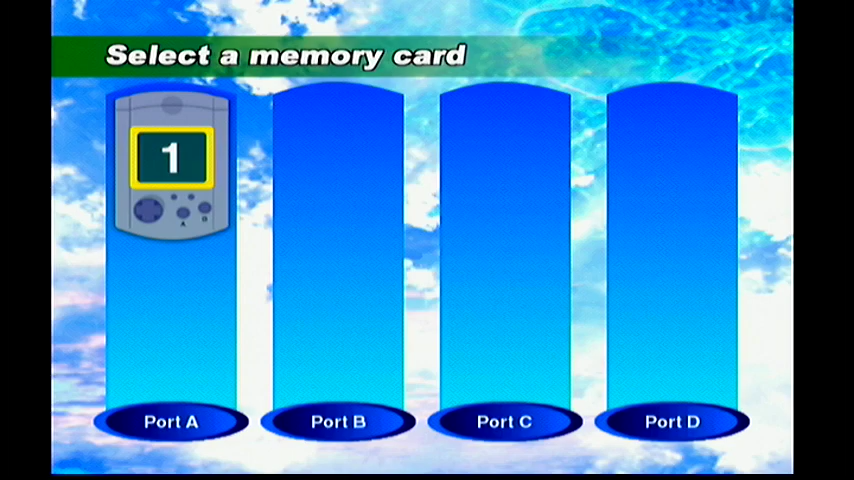 Select a memory card
1
A
B
Port A
Port B
Port C
Port D